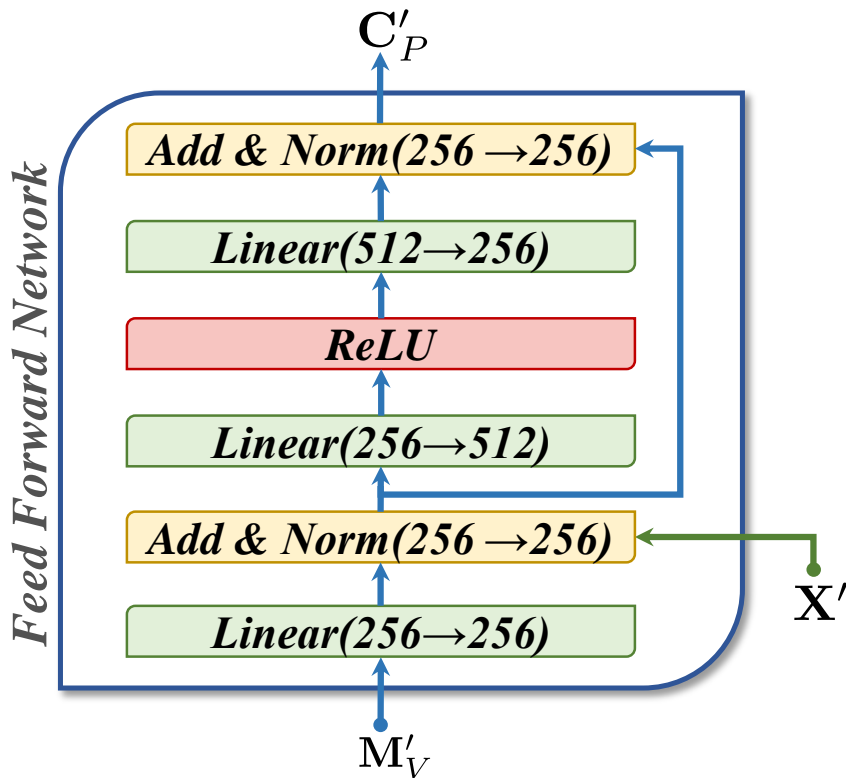 C′_P
Add & Norm(256 →256)
Linear(512→256)
ReLU
Linear(256→512)
Add & Norm(256 →256)
Linear(256→256)
X′
M′_V
Feed Forward Network